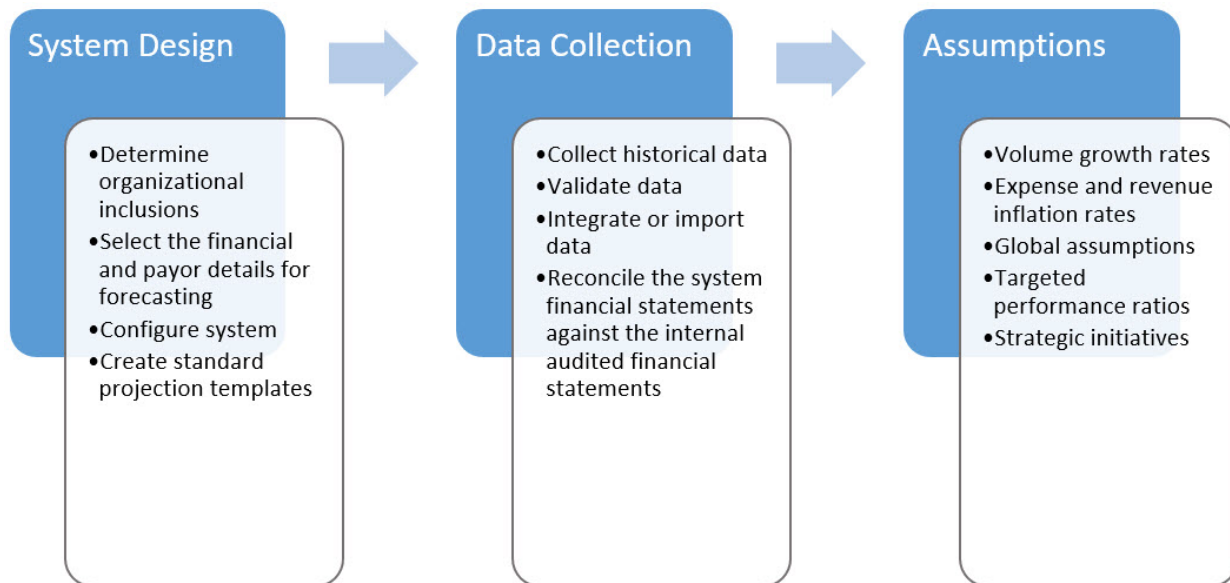 System Design
•Determine
organizational
inclusions
•Select the financial
and payor details for
forecasting
•Configure system
•Create standard
projection templates
Data Collection
•Collect historical data
•Validate data
•Integrate or import
data
•Reconcile the system
financial statements
against the internal
audited financial
statements
Assumptions
•Volume growth rates
•Expense and revenue
inflation rates
•Global assumptions
•Targeted
performance ratios
•Strategic initiatives